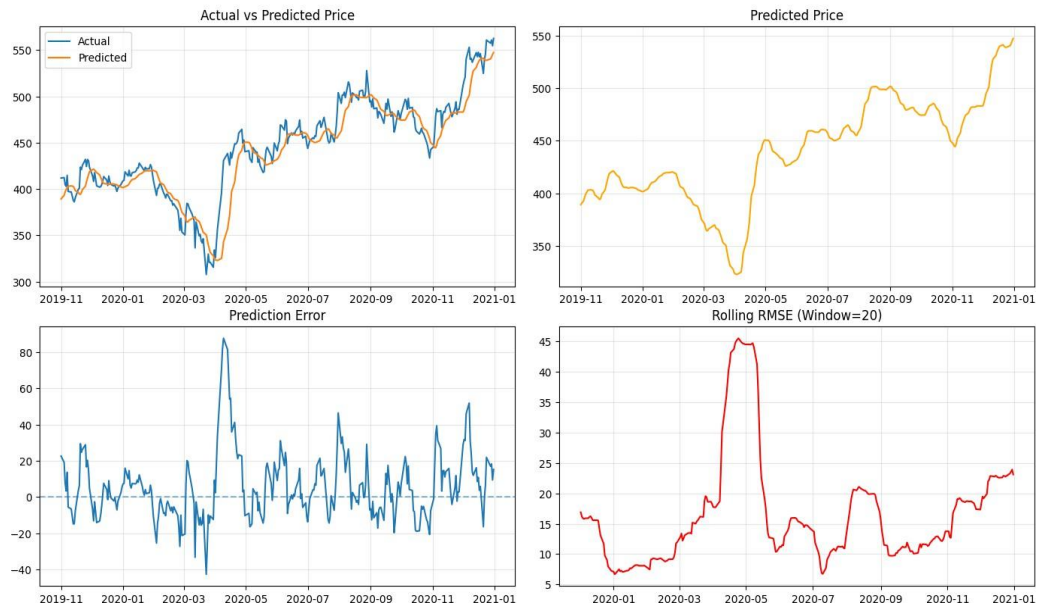 Actual vs Predicted Price
Actual
Predicted
550
500
450
400
350
300
2019-11 2020-01 2020-03 2020-05 2020-07 2020-09 2020-11 2021-01
Predicted Price
550
500
450
400
350
2019-11 2020-01 2020-03 2020-05 2020-07 2020-09 2020-11 2021-01
Prediction Error
80
60
40
20
0
−20
−40
2019-11 2020-01 2020-03 2020-05 2020-07 2020-09 2020-11 2021-01
Rolling RMSE (Window=20)
45
40
35
30
25
20
15
10
5
2020-01 2020-03 2020-05 2020-07 2020-09 2020-11 2021-01